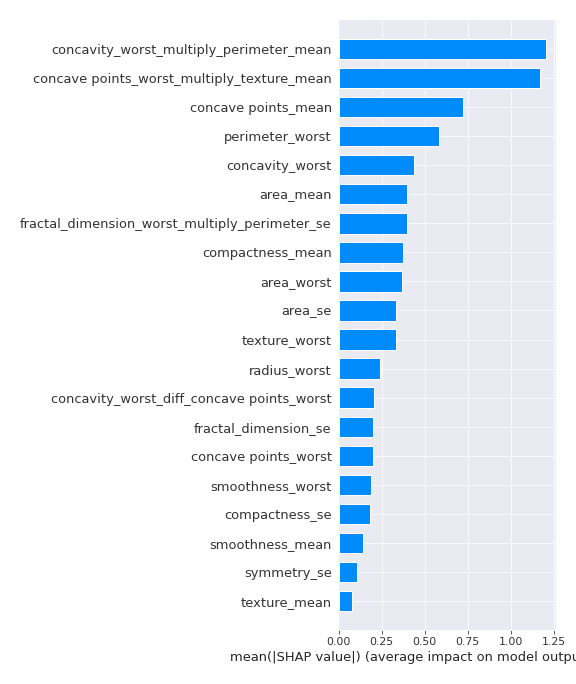 concavity_worst_multiply_perimeter_mean
concave points_worst_multiply_texture_mean
concave points_mean
perimeter_worst
concavity_worst
area_mean
fractal_dimension_worst_multiply_perimeter_se
compactness_mean
area_worst
area_se
texture_worst
radius_worst
concavity_worst_diff_concave points_worst
fractal_dimension_se
concave points_worst
smoothness_worst
compactness_se
smoothness_mean
symmetry_se
texture_mean
0.00 0.25 0.50 0.75 1.00 1.25
mean(|SHAP value|) (average impact on model outpu